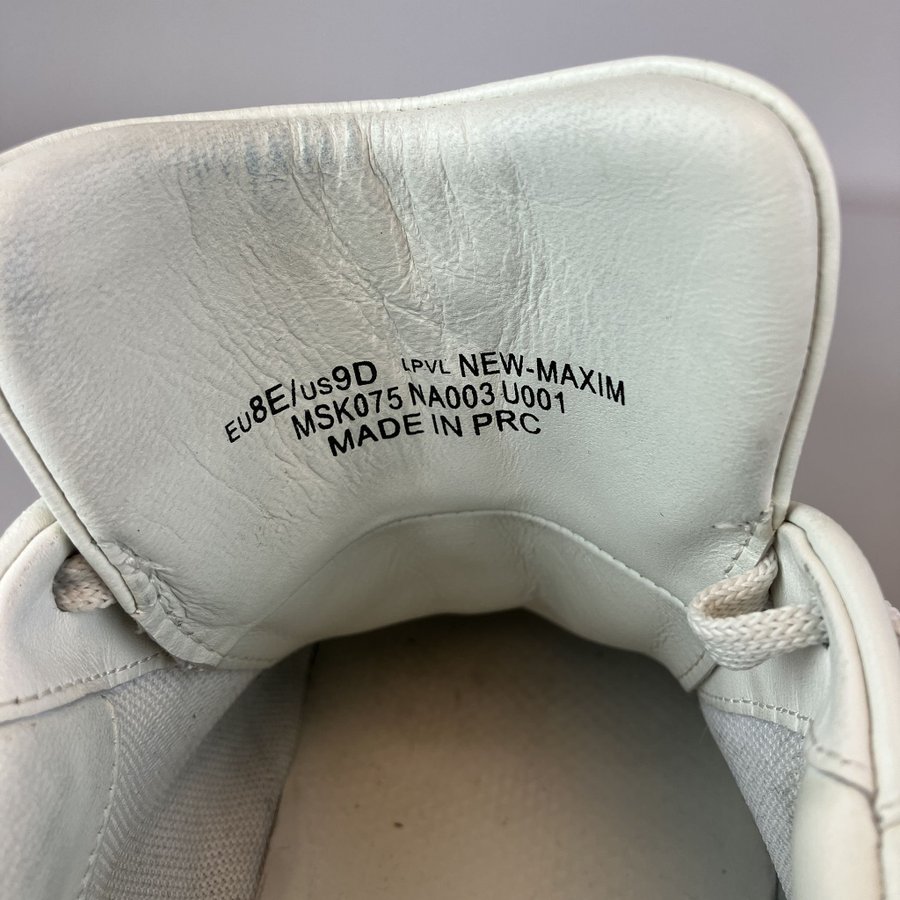 EU8E/US9D LPVL NEW-MAXIM
MSK075 NA003 U001
MADE IN PRC